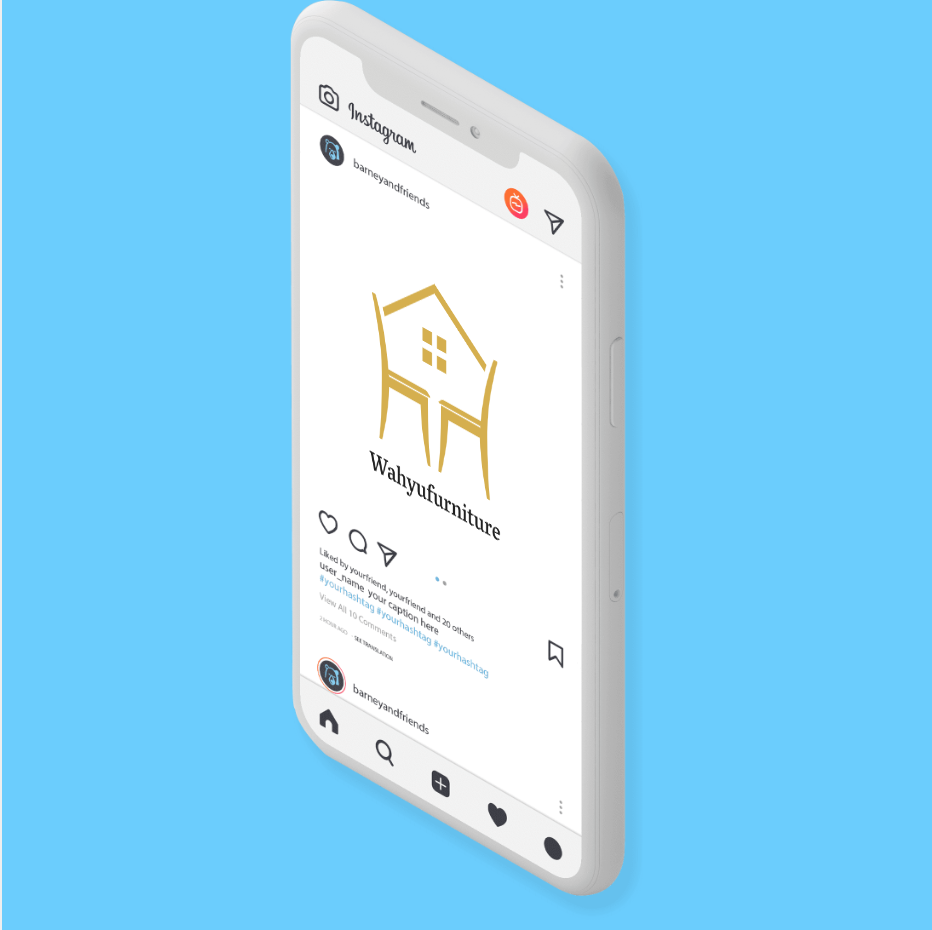 Instagram
barneyandfriends
Wahyufurniture
Liked by yourfriend, yourfriend and 20 others
user_name your caption here
#yourhashtag #yourhashtag #yourhashtag
View All 10 Comments
1 HOUR AGO · SEE TRANSLATION
barneyandfriends